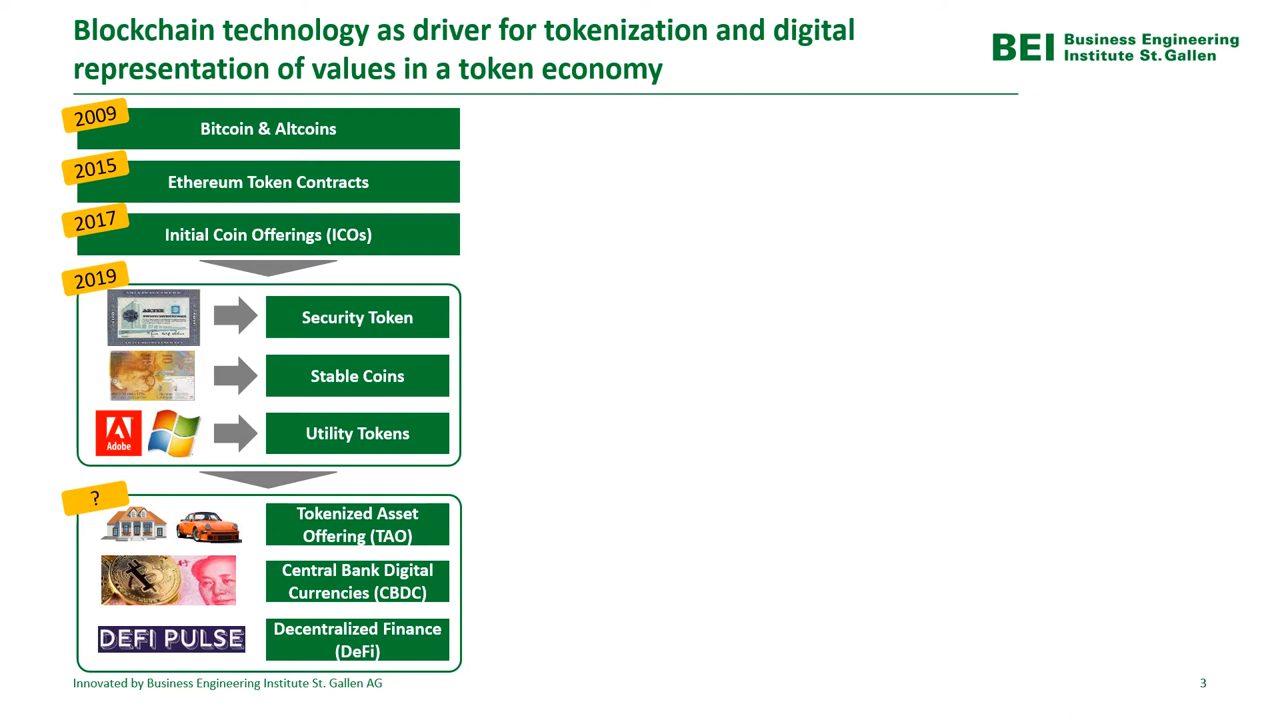 Blockchain technology as driver for tokenization and digital
representation of values in a token economy
BEI Business Engineering
Institute St. Gallen
2009
Bitcoin & Altcoins
2015
Ethereum Token Contracts
2017
Initial Coin Offerings (ICOs)
2019
Security Token
Stable Coins
Adobe
Utility Tokens
?
Tokenized Asset
Offering (TAO)
Central Bank Digital
Currencies (CBDC)
DEFI PULSE
Decentralized Finance
(DeFi)
Innovated by Business Engineering Institute St. Gallen AG
3